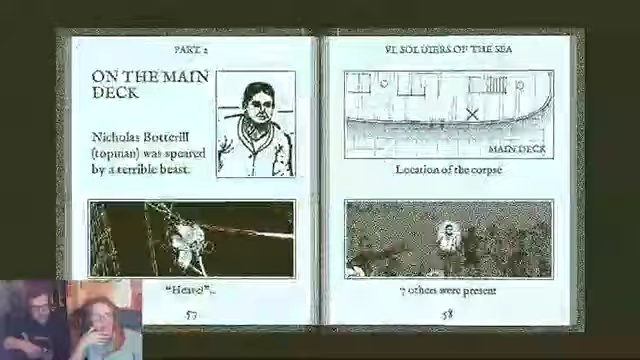 PART 2
ON THE MAIN
DECK
Nicholas Botterill
(topman) was speared
by a terrible beast.
"Heave!"..
57
VI. SOLDIERS OF THE SEA
MAIN DECK
Location of the corpse
7 others were present
58